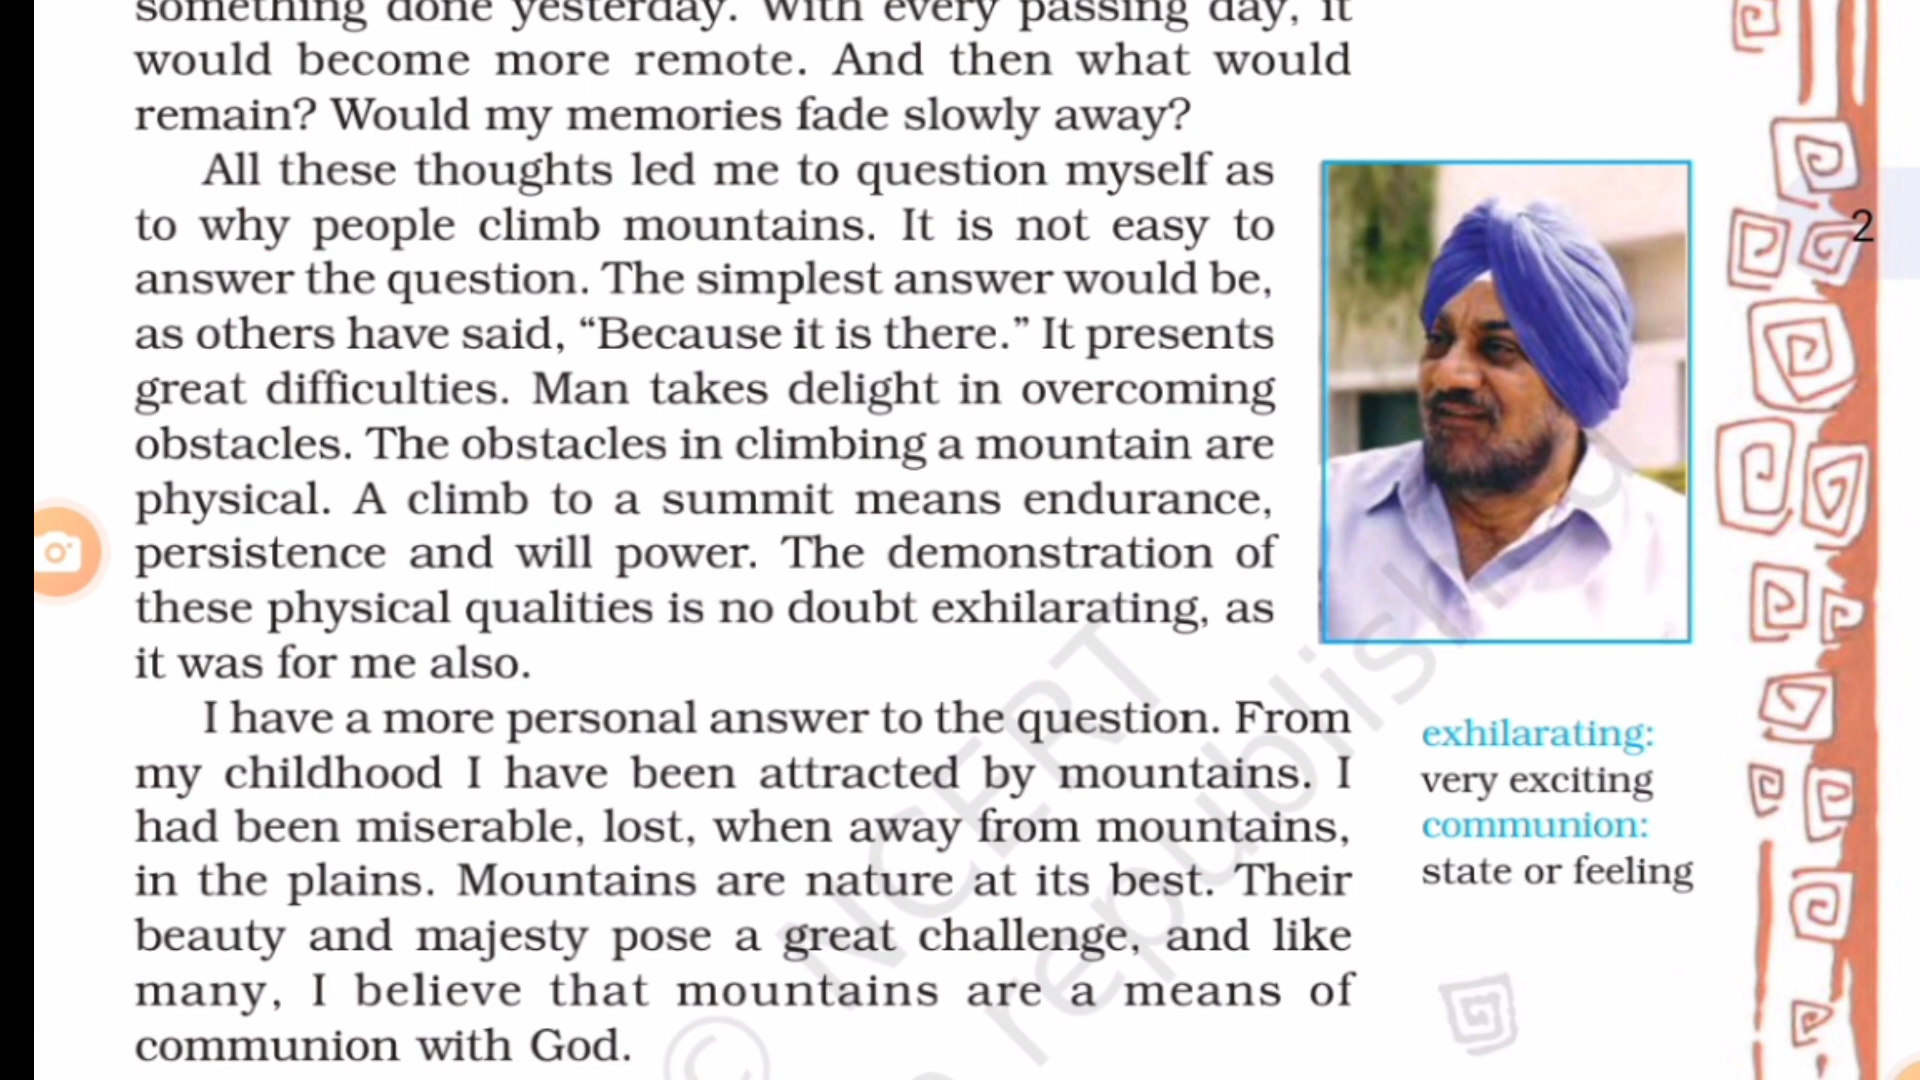 something done yesterday. With every passing day, it
would become more remote. And then what would
remain? Would my memories fade slowly away?
All these thoughts led me to question myself as
to why people climb mountains. It is not easy to
answer the question. The simplest answer would be,
as others have said, “Because it is there.” It presents
great difficulties. Man takes delight in overcoming
obstacles. The obstacles in climbing a mountain are
physical. A climb to a summit means endurance,
persistence and will power. The demonstration of
these physical qualities is no doubt exhilarating, as
it was for me also.
I have a more personal answer to the question. From
my childhood I have been attracted by mountains. I
had been miserable, lost, when away from mountains,
in the plains. Mountains are nature at its best. Their
beauty and majesty pose a great challenge, and like
many, I believe that mountains are a means of
communion with God.
2
exhilarating:
very exciting
communion:
state or feeling
© NCERT
republished